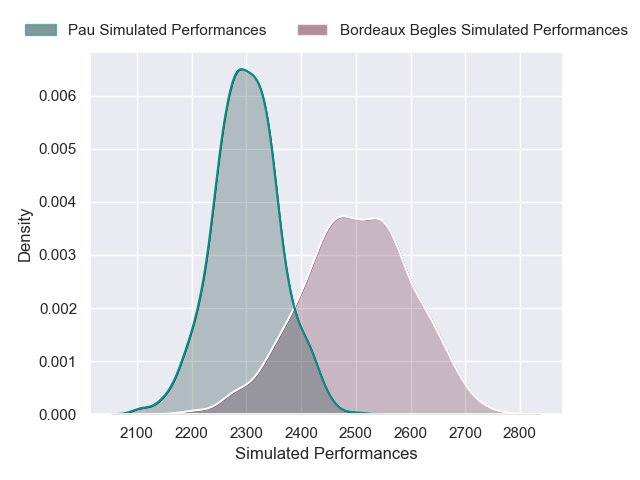 Pau Simulated Performances Bordeaux Begles Simulated Performances
0.006
0.005
0.004
0.003
0.002
0.001
0.000
Density
2100 2200 2300 2400 2500 2600 2700 2800
Simulated Performances